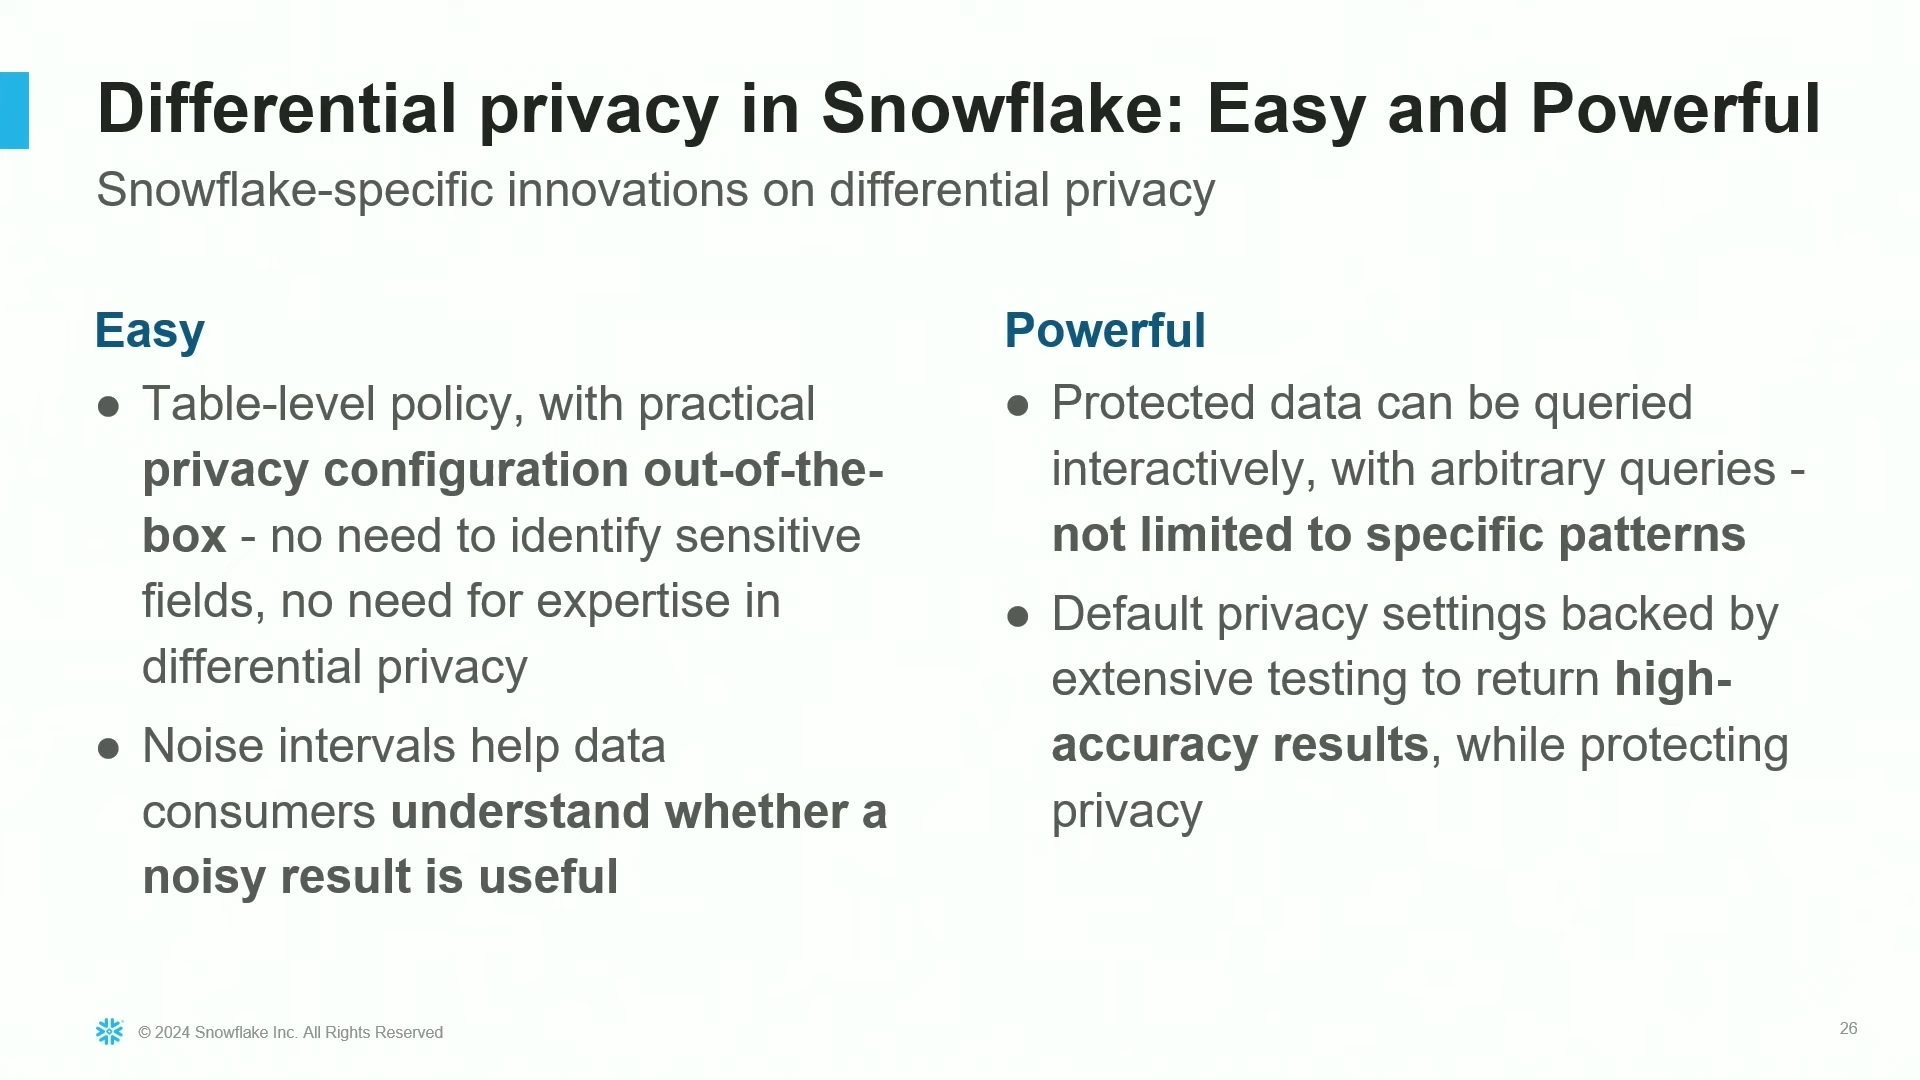 Differential privacy in Snowflake: Easy and Powerful
Snowflake-specific innovations on differential privacy
Easy
● Table-level policy, with practical
privacy configuration out-of-the-
box - no need to identify sensitive
fields, no need for expertise in
differential privacy
● Noise intervals help data
consumers understand whether a
noisy result is useful
Powerful
● Protected data can be queried
interactively, with arbitrary queries -
not limited to specific patterns
● Default privacy settings backed by
extensive testing to return high-
accuracy results, while protecting
privacy
© 2024 Snowflake Inc. All Rights Reserved
26